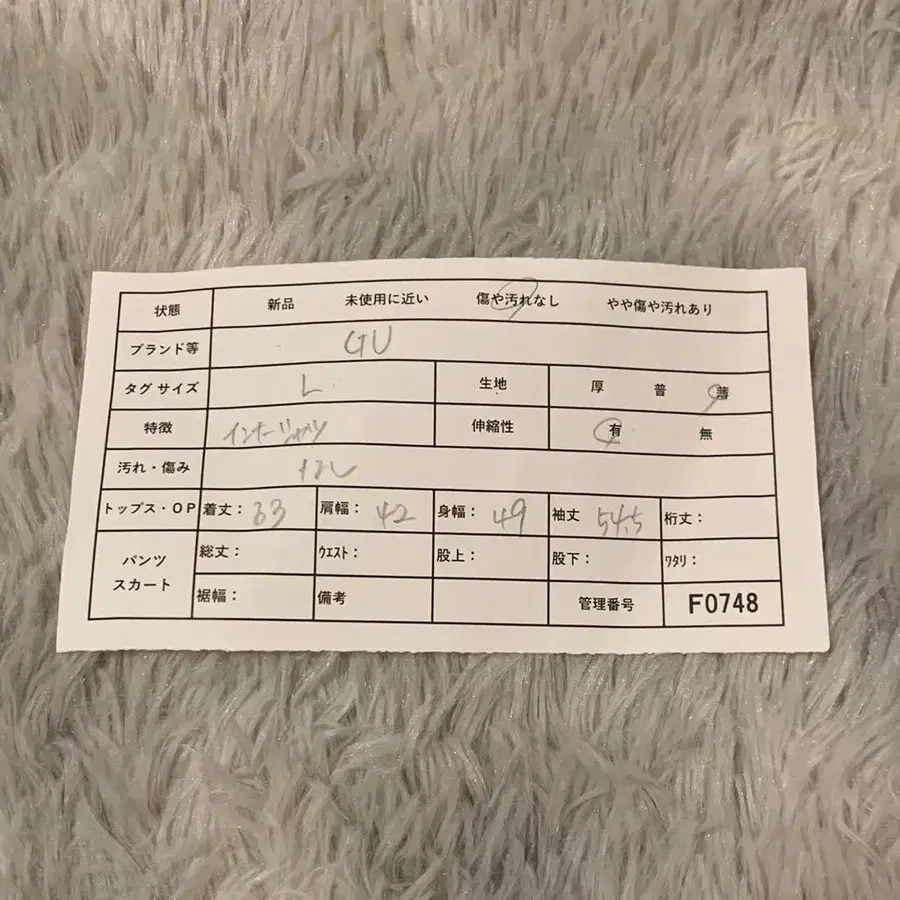 状態 新品 未使用に近い 傷や汚れなし やや傷や汚れあり
ブランド等 GU
タグ サイズ L 生地 厚 普 薄
特徴 インナーシャツ 伸縮性 有 無
汚れ・傷み なし
トップス・OP 着丈： 63 肩幅： 42 身幅： 49 袖丈 54.5 裄丈：
パンツ スカート
総丈： ウエスト： 股上： 股下： ワタリ：
裾幅： 備考 管理番号 F0748